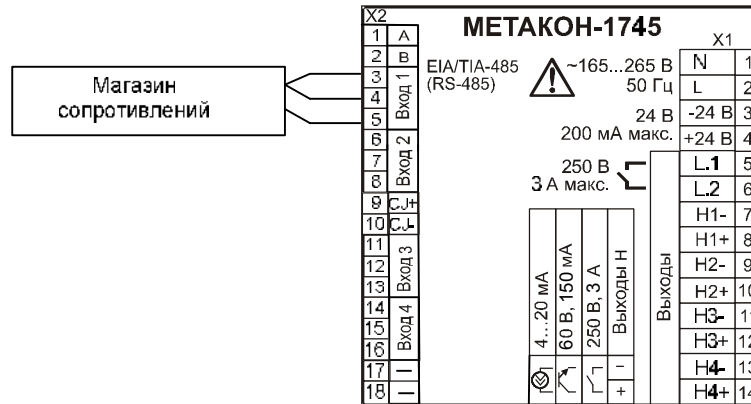 X2
МЕТАКОН-1745
X1
1 A
2 B
3
4
5
Вход 1
6
7
8
Вход 2
9 CJ+
10 CJ-
11
12
13
Вход 3
14
15
16
Вход 4
17 —
18 —
Магазин
сопротивлений
EIA/TIA-485
(RS-485)
~165...265 В
50 Гц
24 В
200 мА макс.
250 В
3 А макс.
4...20 мА
60 В, 150 мА
250 В, 3 А
Выходы Н
–
+
Выходы
N 1
L 2
-24 В 3
+24 В 4
L.1 5
L.2 6
H1- 7
H1+ 8
H2- 9
H2+ 10
H3- 11
H3+ 12
H4- 13
H4+ 14